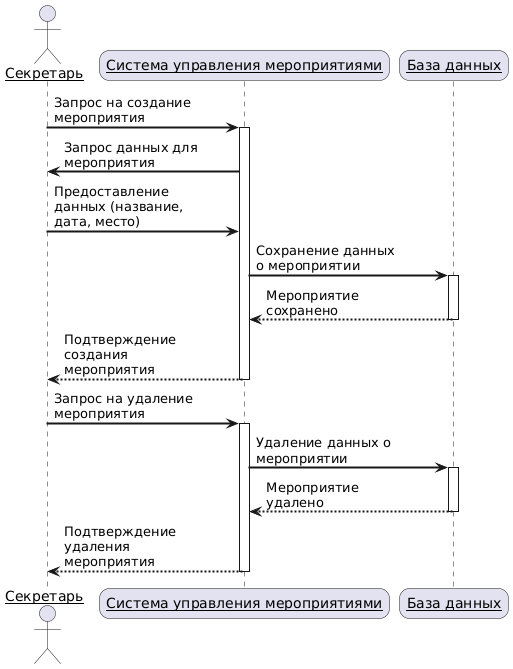 Секретарь
Система управления мероприятиями
База данных
Запрос на создание
мероприятия
Запрос данных для
мероприятия
Предоставление
данных (название,
дата, место)
Сохранение данных
о мероприятии
Мероприятие
сохранено
Подтверждение
создания
мероприятия
Запрос на удаление
мероприятия
Удаление данных о
мероприятии
Мероприятие
удалено
Подтверждение
удаления
мероприятия
Секретарь
Система управления мероприятиями
База данных